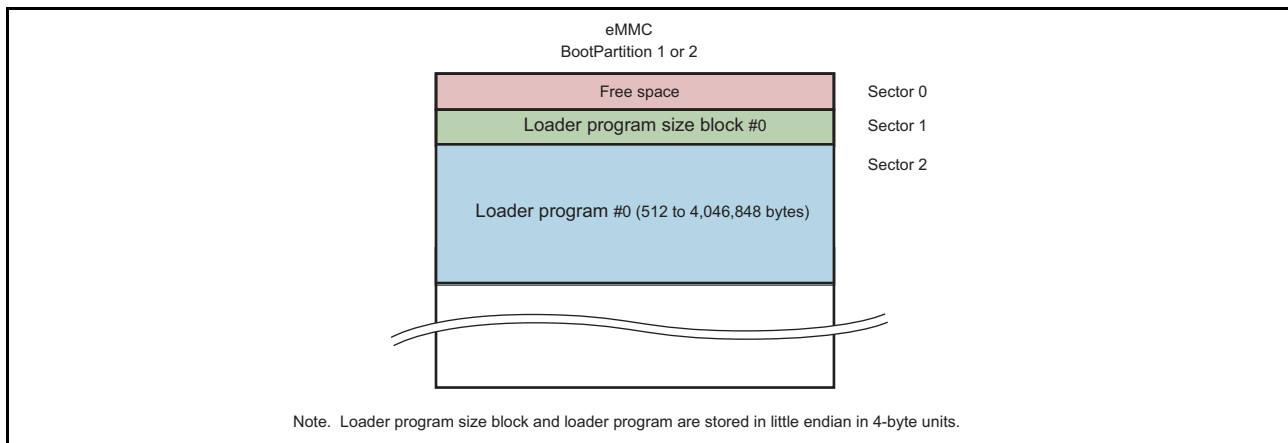 eMMC
BootPartition 1 or 2
Free space
Sector 0
Loader program size block #0
Sector 1
Sector 2
Loader program #0 (512 to 4,046,848 bytes)
Note. Loader program size block and loader program are stored in little endian in 4-byte units.